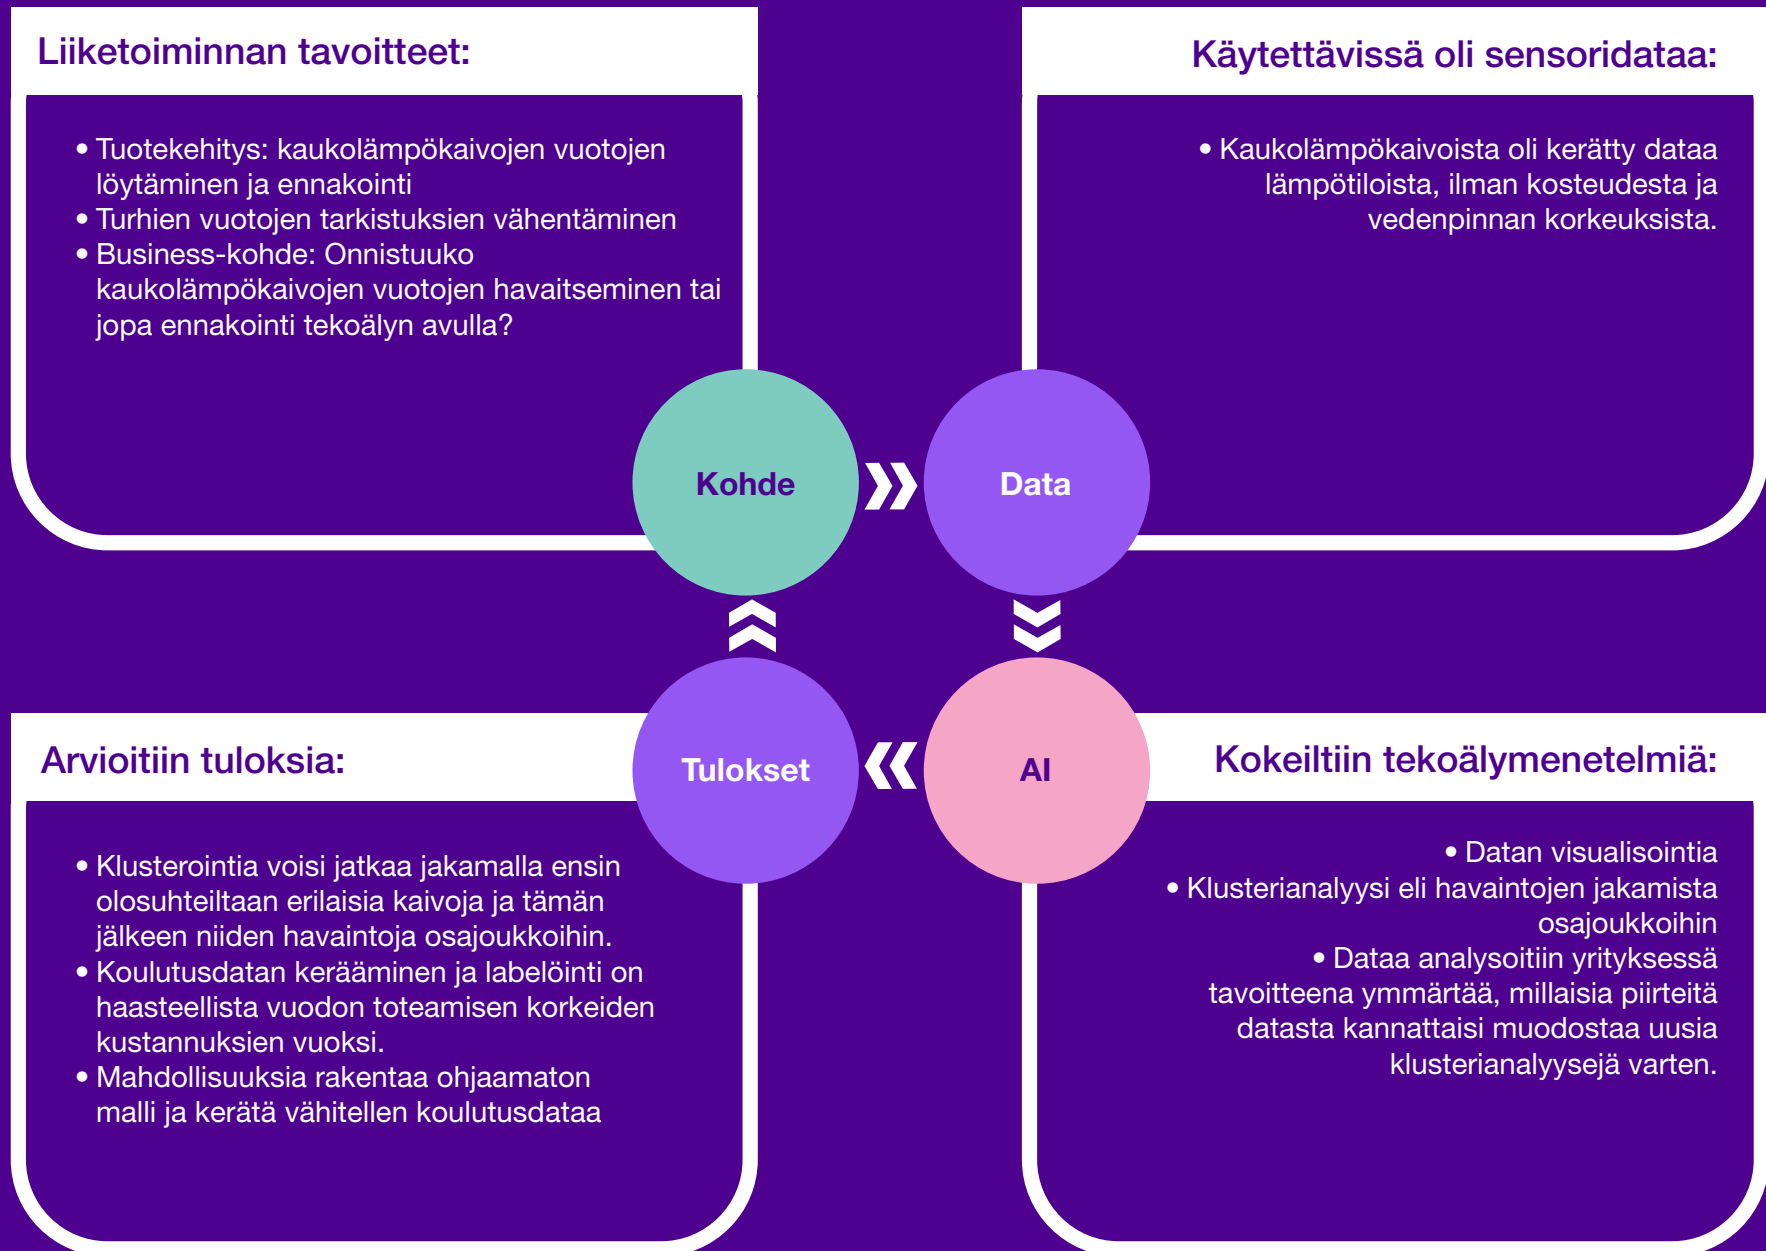 Liiketoiminnan tavoitteet:
• Tuotekehitys: kaukolämpökaivojen vuotojen
löytäminen ja ennakointi
• Turhien vuotojen tarkistuksien vähentäminen
• Business-kohde: Onnistuuko
kaukolämpökaivojen vuotojen havaitseminen tai
jopa ennakointi tekoälyn avulla?
Käytettävissä oli sensoridataa:
• Kaukolämpökaivoista oli kerätty dataa
lämpötiloista, ilman kosteudesta ja
vedenpinnan korkeuksista.
Kohde
Data
Tulokset
AI
Arvioitiin tuloksia:
• Klusterointia voisi jatkaa jakamalla ensin
olosuhteiltaan erilaisia kaivoja ja tämän
jälkeen niiden havaintoja osajoukkoihin.
• Koulutusdatan kerääminen ja labelöinti on
haasteellista vuodon toteamisen korkeiden
kustannuksien vuoksi.
• Mahdollisuuksia rakentaa ohjaamaton
malli ja kerätä vähitellen koulutusdataa
Kokeiltiin tekoälymenetelmiä:
• Datan visualisointia
• Klusterianalyysi eli havaintojen jakamista
osajoukkoihin
• Dataa analysoitiin yrityksessä
tavoitteena ymmärtää, millaisia piirteitä
datasta kannattaisi muodostaa uusia
klusterianalyysejä varten.